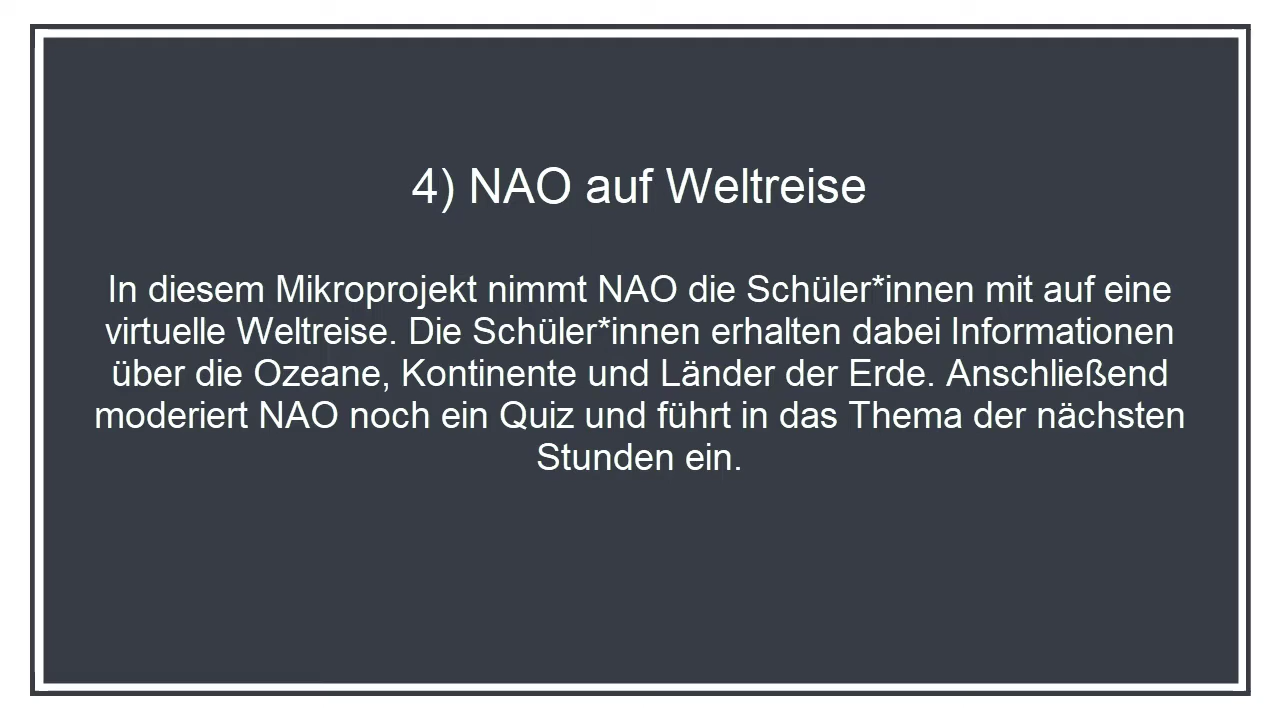 4) NAO auf Weltreise
In diesem Mikroprojekt nimmt NAO die Schüler*innen mit auf eine
virtuelle Weltreise. Die Schüler*innen erhalten dabei Informationen
über die Ozeane, Kontinente und Länder der Erde. Anschließend
moderiert NAO noch ein Quiz und führt in das Thema der nächsten
Stunden ein.